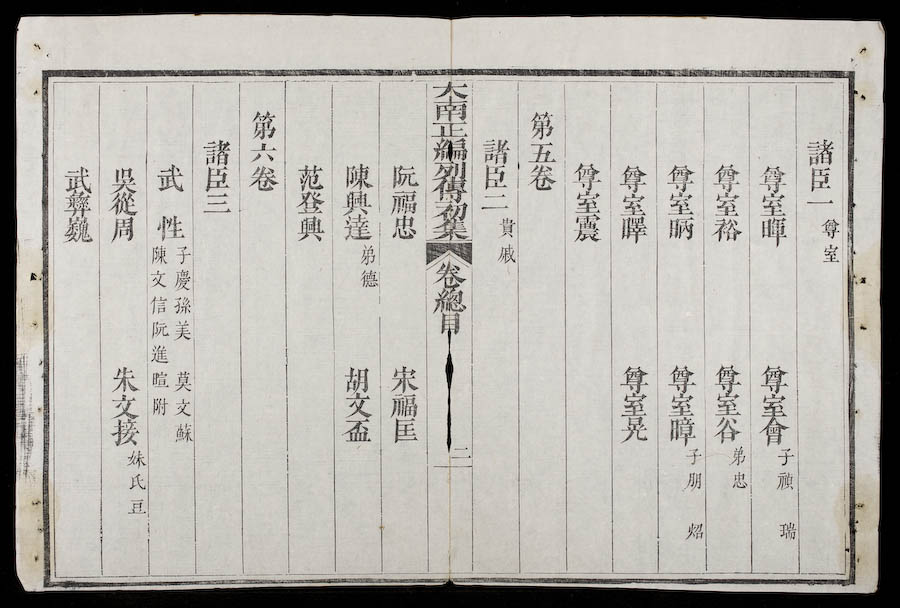 諸臣一 尊室
尊室暉 尊室會 子禎 瑞
尊室裕 尊室谷 弟忠
尊室昞 尊室暲 子朋 炤
尊室㬢 尊室晃
尊室震
第五卷
諸臣二 貴戚
大南正編列傳初集 卷總目 二
阮福忠 宋福匡
陳興達 弟德 胡文盃
范登興
第六卷
諸臣三
武性 子慶孫美 莫文蘇 陳文信阮進暄附
吳從周 朱文接 妹氏豆
武彝巍